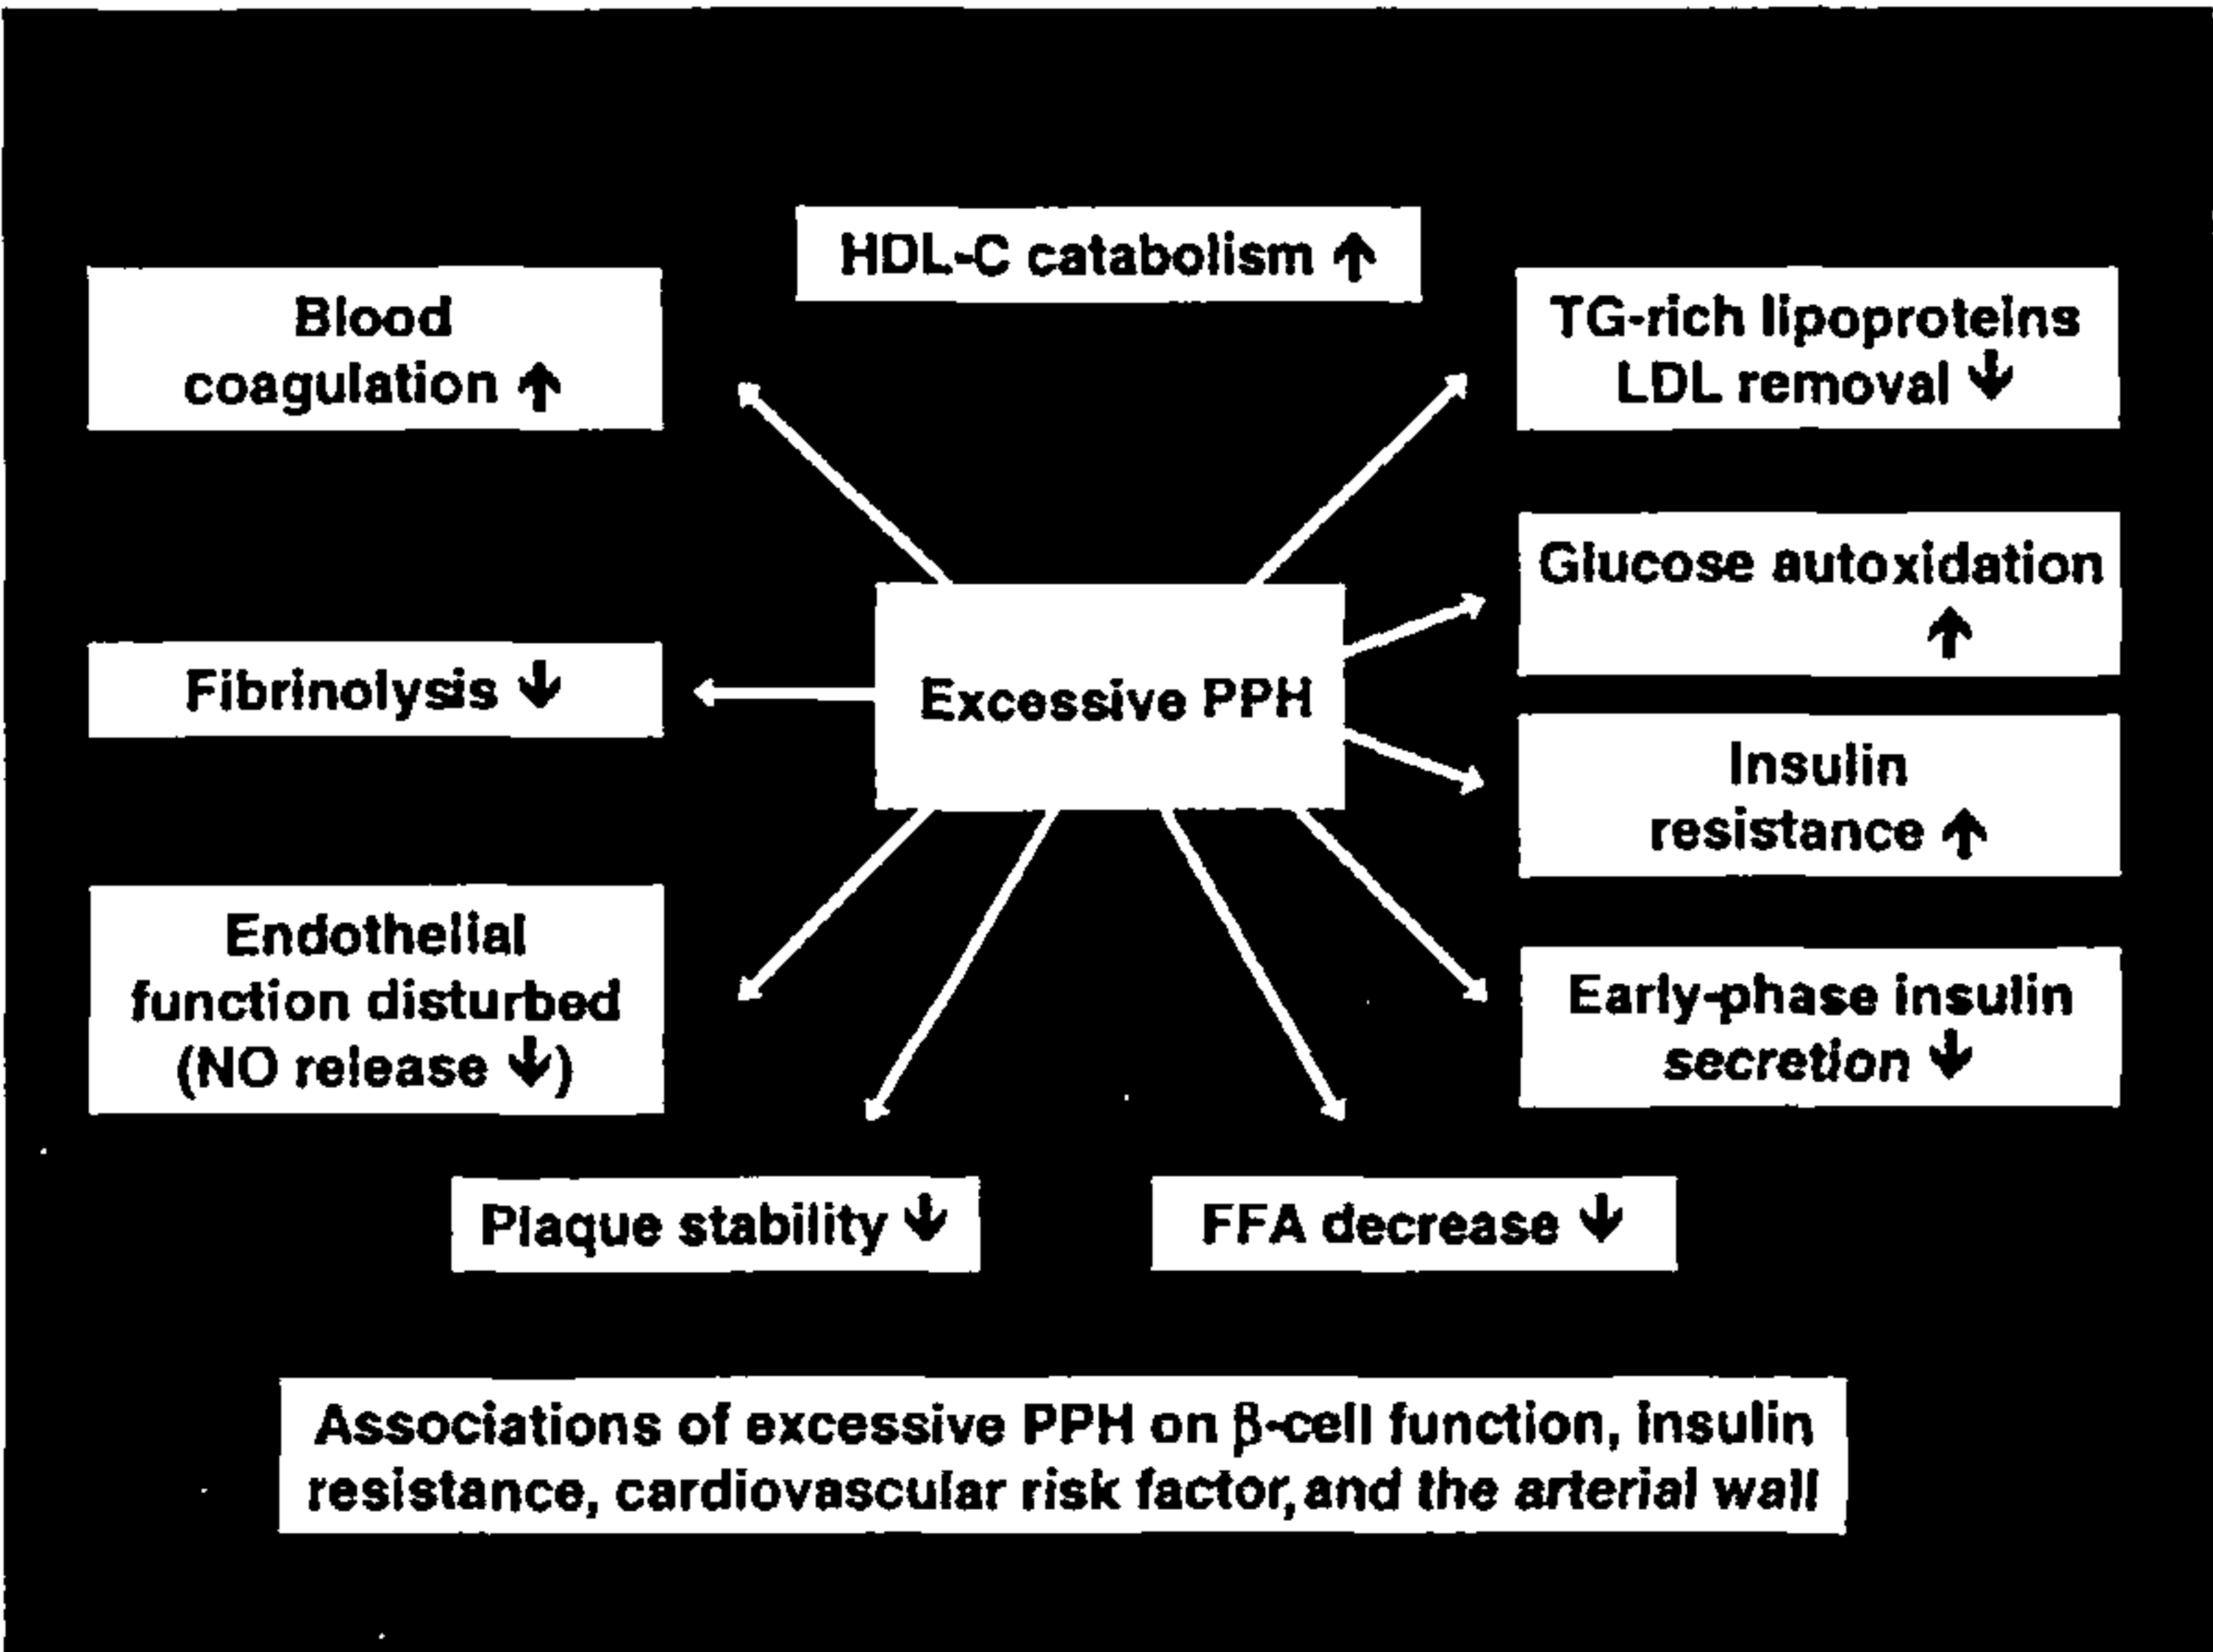 HDL-C catabolism ↑
Blood
coagulation ↑
TG-rich lipoproteins
LDL removal ↓
Glucose autoxidation
↑
Fibrinolysis ↓
Excessive PPH
Insulin
resistance ↑
Endothelial
function disturbed
(NO release ↓)
Early-phase insulin
secretion ↓
Plaque stability ↓
FFA decrease ↓
Associations of excessive PPH on β-cell function, insulin
resistance, cardiovascular risk factor, and the arterial wall